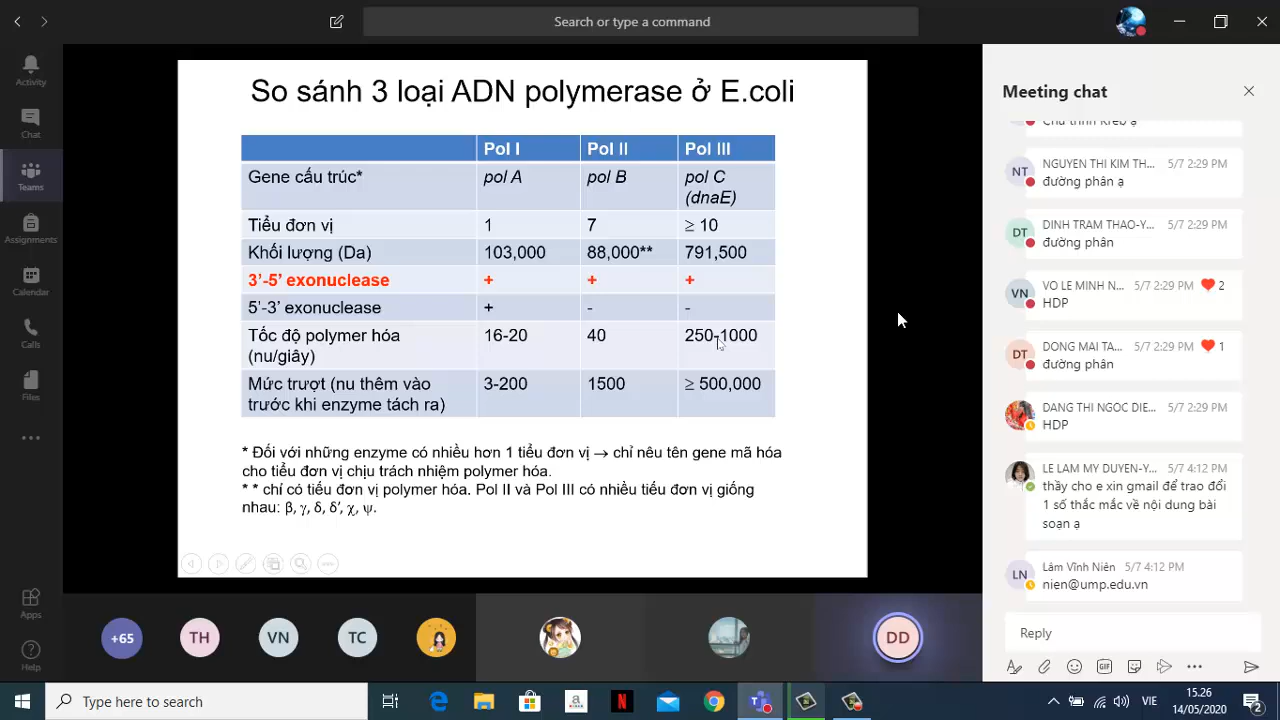 Search or type a command
Activity
Chat
Teams
Assignments
Calendar
Calls
Files
Apps
Help
So sánh 3 loại ADN polymerase ở E.coli
Pol I Pol II Pol III
Gene cấu trúc* pol A pol B pol C
(dnaE)
Tiểu đơn vị 1 7 ≥ 10
Khối lượng (Da) 103,000 88,000** 791,500
3'-5' exonuclease + + +
5'-3' exonuclease + - -
Tốc độ polymer hóa 16-20 40 250-1000
(nu/giây)
Mức trượt (nu thêm vào 3-200 1500 ≥ 500,000
trước khi enzyme tách ra)
* Đối với những enzyme có nhiều hơn 1 tiểu đơn vị → chỉ nêu tên gene mã hóa
cho tiểu đơn vị chịu trách nhiệm polymer hóa.
* * chỉ có tiểu đơn vị polymer hóa. Pol II và Pol III có nhiều tiểu đơn vị giống
nhau: β, γ, δ, δ', χ, ψ.
+65 TH VN TC DD
Meeting chat
Chu trình Kreb ạ
NT NGUYEN THI KIM TH... 5/7 2:29 PM
đường phân ạ
DT DINH TRAM THAO-Y... 5/7 2:29 PM
đường phân
VN VO LE MINH N... 5/7 2:29 PM 2
HDP
DT DONG MAI TA... 5/7 2:29 PM 1
đường phân
DANG THI NGOC DIE... 5/7 2:29 PM
HDP
LE LAM MY DUYEN-Y... 5/7 4:12 PM
thầy cho e xin gmail để trao đổi
1 số thắc mắc về nội dung bài
soạn ạ
LN Lâm Vĩnh Niên 5/7 4:12 PM
nien@ump.edu.vn
Reply
GIF
Type here to search
VIE
15.26
14/05/2020
2